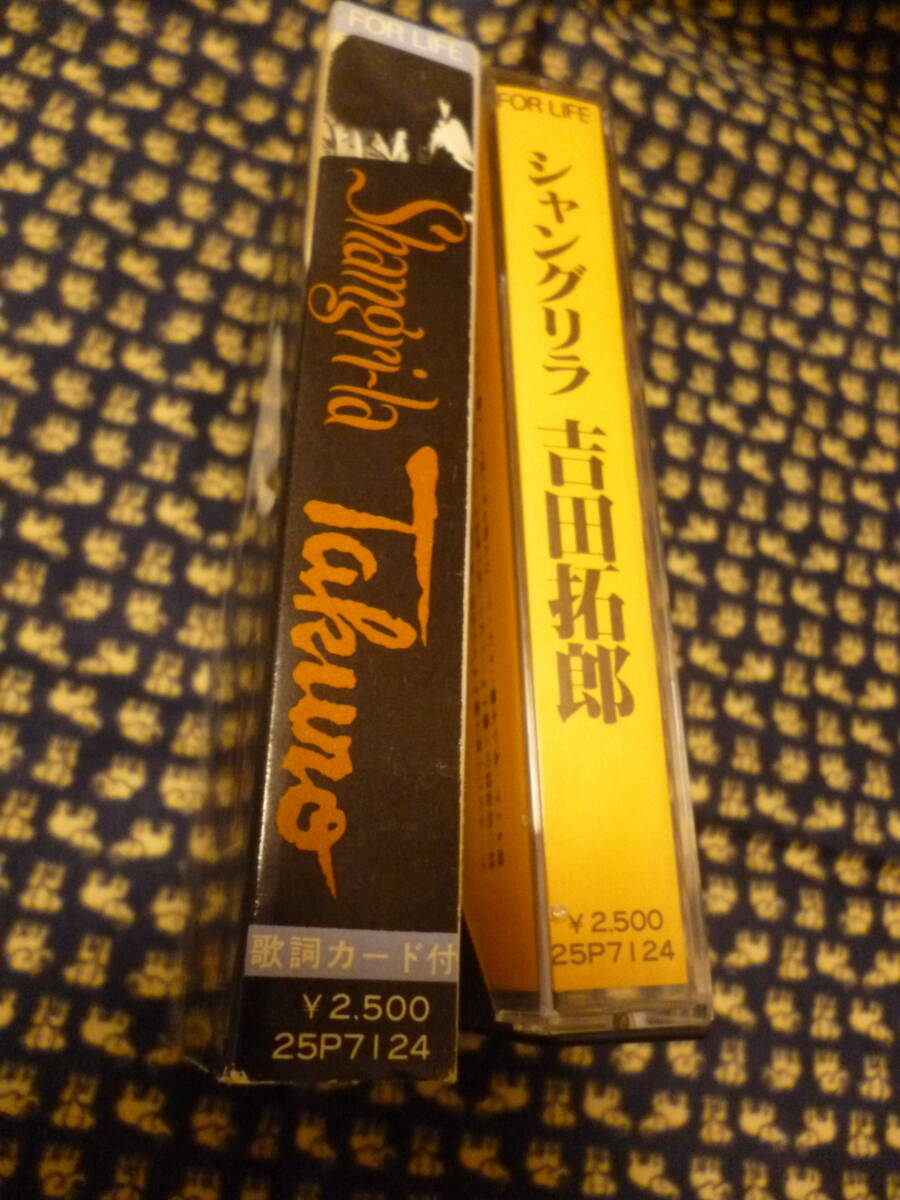 FOR LIFE
Shangri-la
Takuro
歌詞カード付
¥2,500
25P7124
FOR LIFE
シャングリラ 吉田拓郎
¥2,500
25P7124